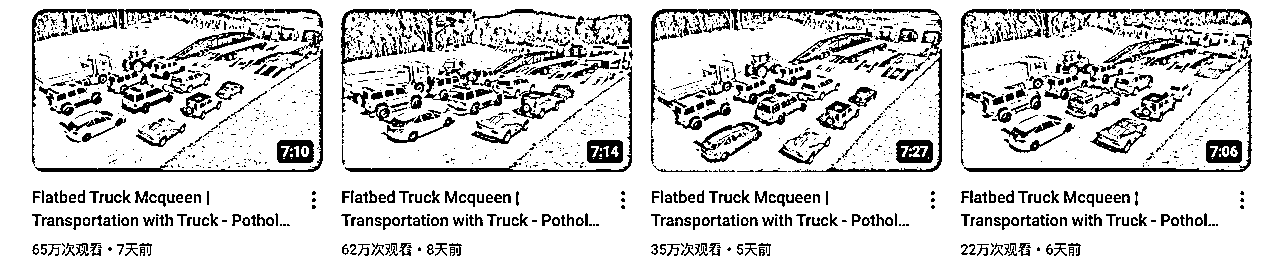 7:10
7:14
7:27
7:06
Flatbed Truck Mcqueen |
Transportation with Truck - Pothol...
65万次观看 • 7天前
Flatbed Truck Mcqueen |
Transportation with Truck - Pothol...
62万次观看 • 8天前
Flatbed Truck Mcqueen |
Transportation with Truck - Pothol...
35万次观看 • 5天前
Flatbed Truck Mcqueen |
Transportation with Truck - Pothol...
22万次观看 • 6天前